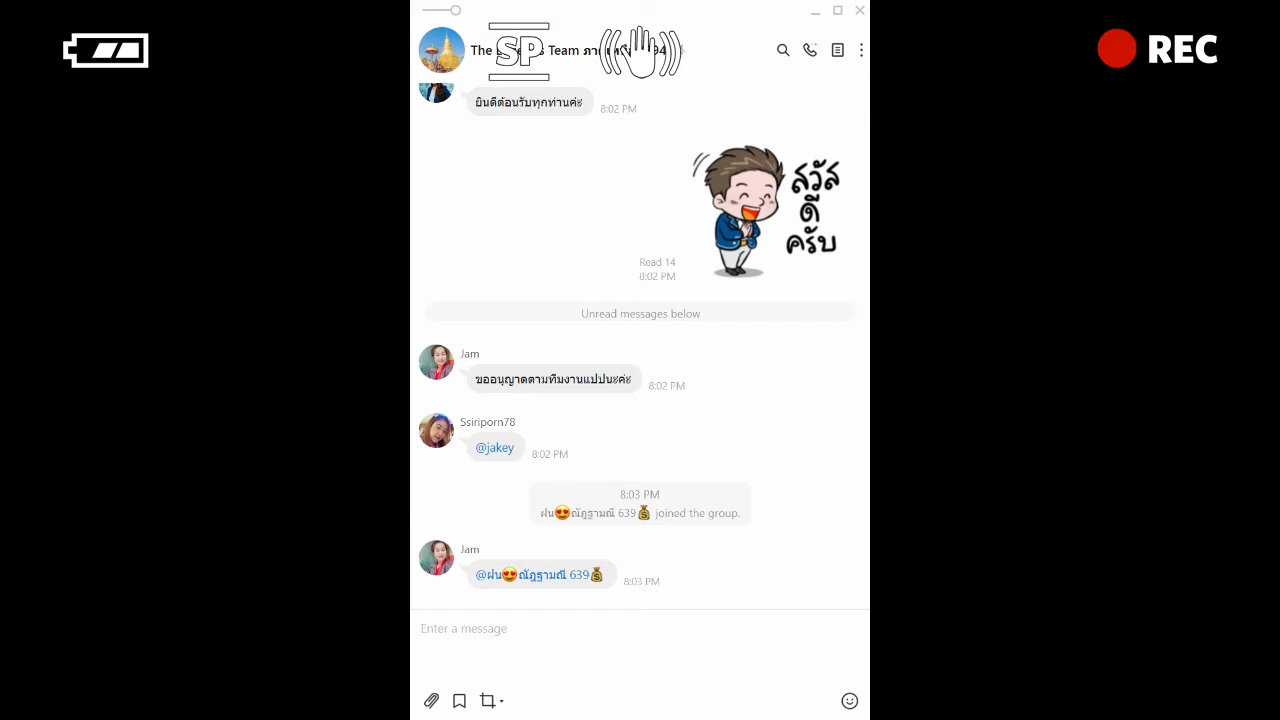 REC
SP
The
Team
94
ยินดีต้อนรับทุกท่านค่ะ
8:02 PM
สวัส
ดี
ครับ
Read 14
8:02 PM
Unread messages below
Jam
ขออนุญาตตามทีมงานแปปนะค่ะ
8:02 PM
Ssiriporn78
@jakey
8:02 PM
8:03 PM
ฝน😍ณัฏฐามณี 639💰 joined the group.
Jam
@ฝน😍ณัฏฐามณี 639💰
8:03 PM
Enter a message